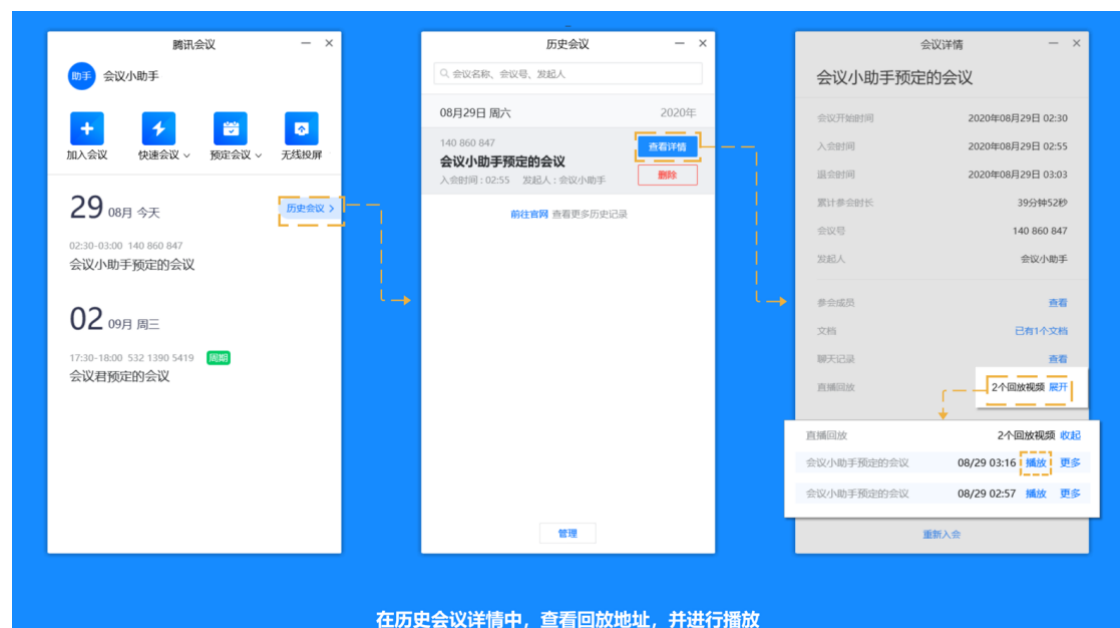 腾讯会议
助手 会议小助手
加入会议 快速会议 预定会议 无线投屏
29 08月 今天 历史会议
02:30-03:00 140 860 847
会议小助手预定的会议
02 09月 周三
17:30-18:00 532 1390 5419 周期
会议君预定的会议
历史会议
会议名称、会议号、发起人
08月29日 周六 2020年
140 860 847
会议小助手预定的会议
入会时间：02:55 发起人：会议小助手
查看详情
删除
前往官网 查看更多历史记录
管理
会议详情
会议小助手预定的会议
会议开始时间 2020年08月29日 02:30
入会时间 2020年08月29日 02:55
退会时间 2020年08月29日 03:03
累计参会时长 39分钟52秒
会议号 140 860 847
发起人 会议小助手
参会成员 查看
文档 已有1个文档
聊天记录 查看
直播回放 2个回放视频 展开
直播回放 2个回放视频 收起
会议小助手预定的会议 08/29 03:16 播放 更多
会议小助手预定的会议 08/29 02:57 播放 更多
重新入会
在历史会议详情中，查看回放地址，并进行播放